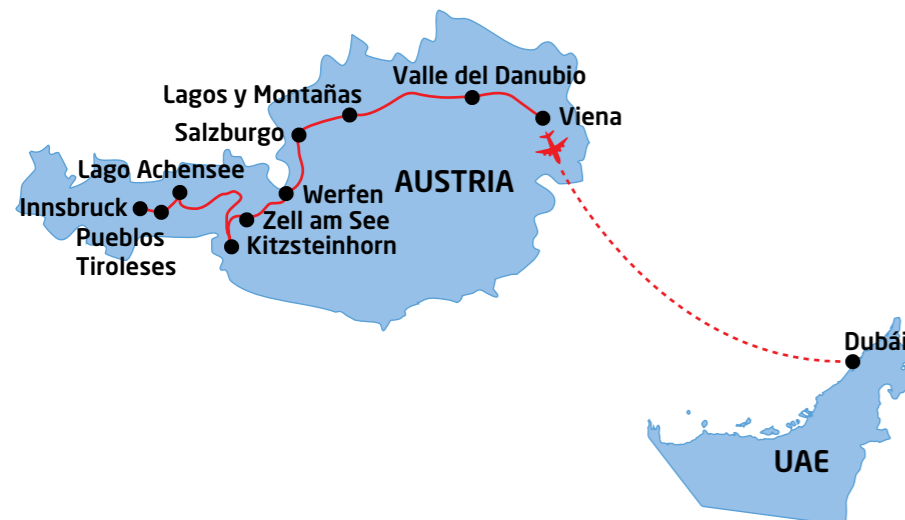 Valle del Danubio
Lagos y Montañas
Viena
Salzburgo
Lago Achensee
AUSTRIA
Innsbruck
Werfen
Zell am See
Pueblos
Tiroleses
Kitzsteinhorn
Dubái
UAE